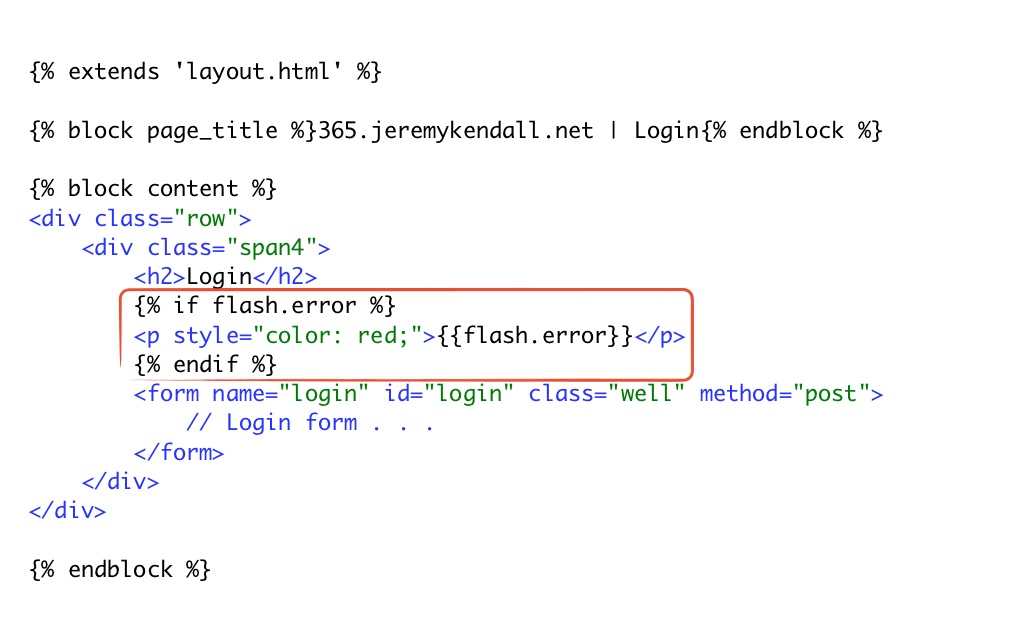 {% extends 'layout.html' %}
{% block page_title %}365.jeremykendall.net | Login{% endblock %}
{% block content %}
<div class="row">
    <div class="span4">
        <h2>Login</h2>
        {% if flash.error %}
        <p style="color: red;">{{flash.error}}</p>
        {% endif %}
        <form name="login" id="login" class="well" method="post">
            // Login form . . .
        </form>
    </div>
</div>
{% endblock %}